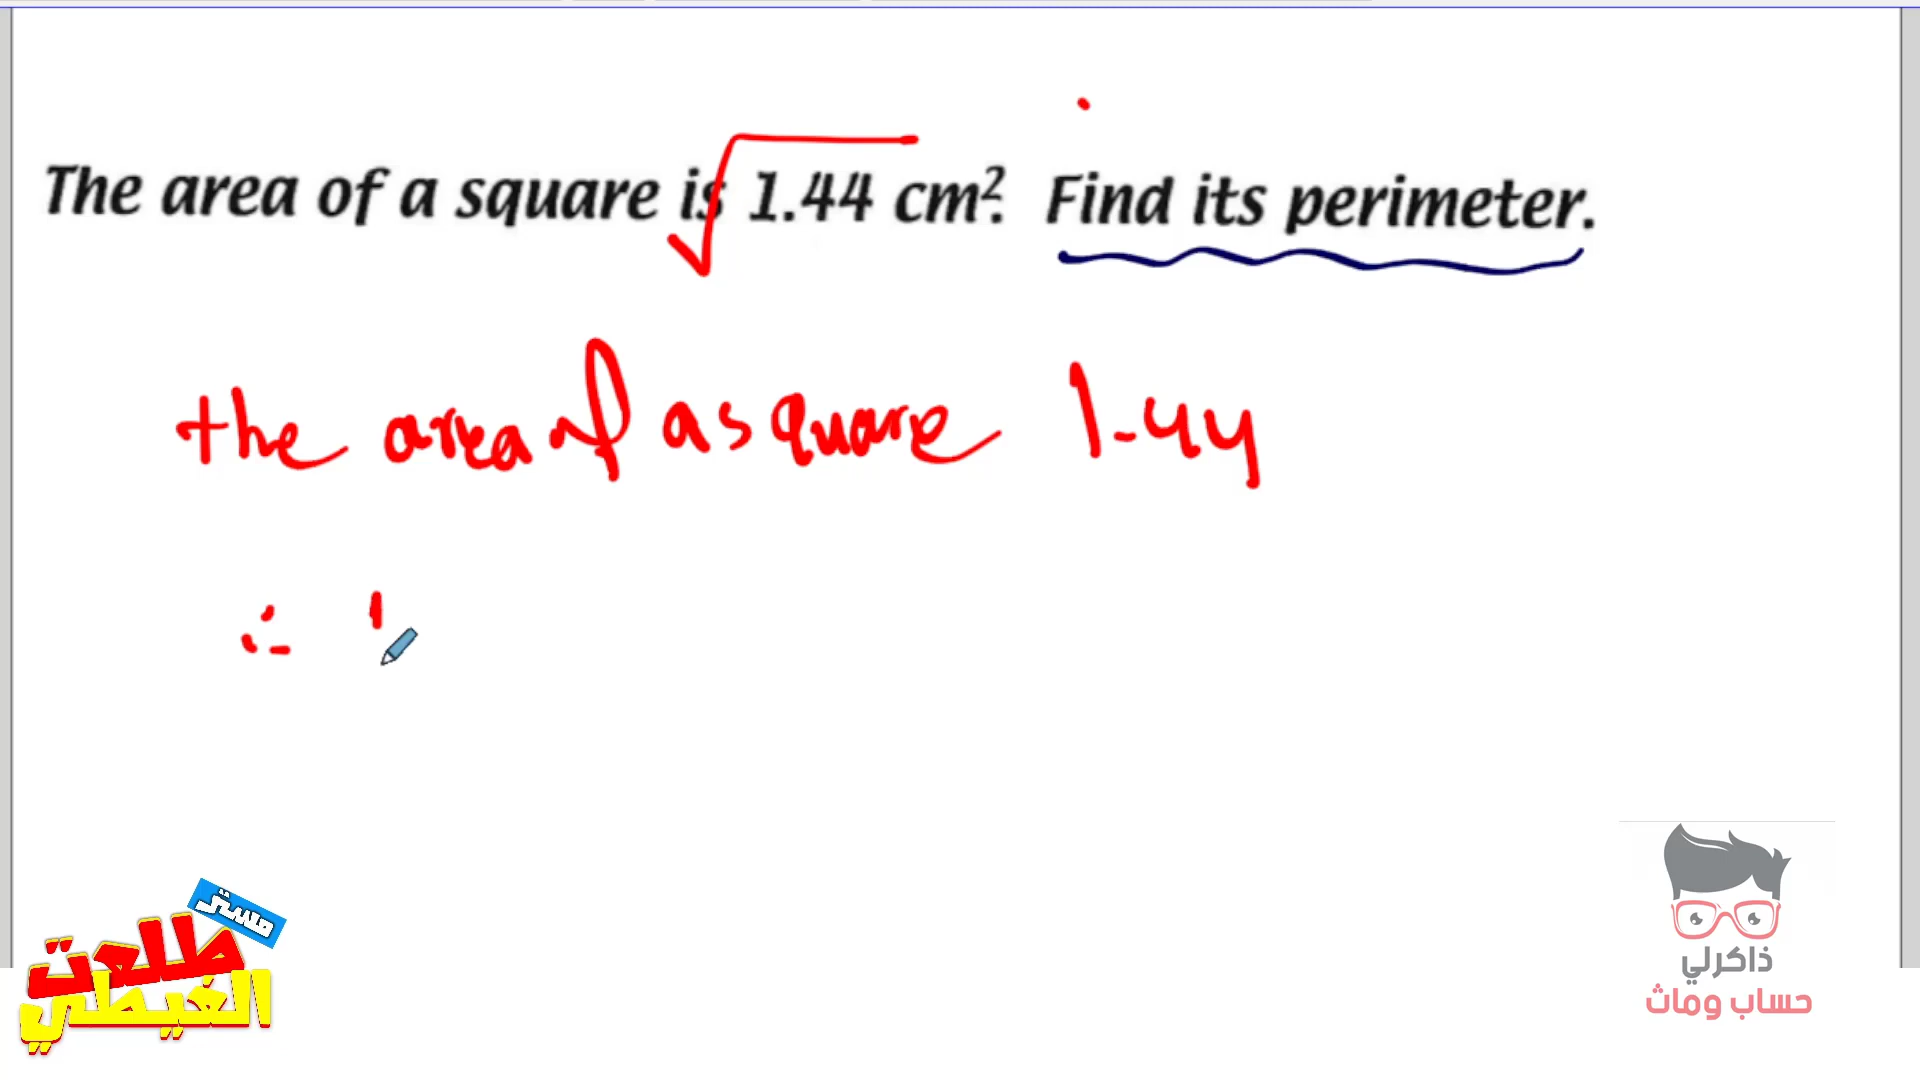 The area of a square is √1.44 cm². Find its perimeter.
the area of a square 1.44
∴
مستر
طلعت
الغيطي
ذاكرلي
حساب وماث